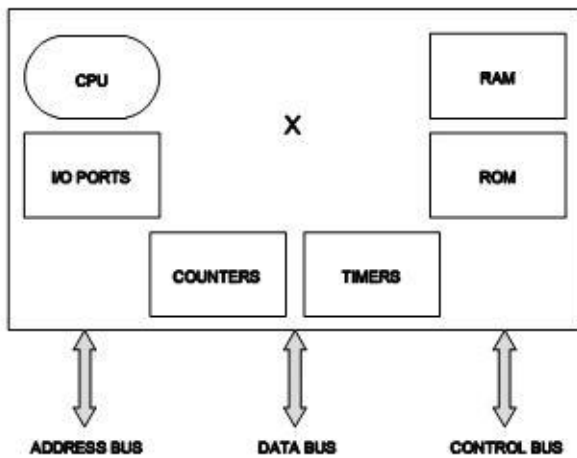 CPU
RAM
X
I/O PORTS
ROM
COUNTERS
TIMERS
ADDRESS BUS
DATA BUS
CONTROL BUS